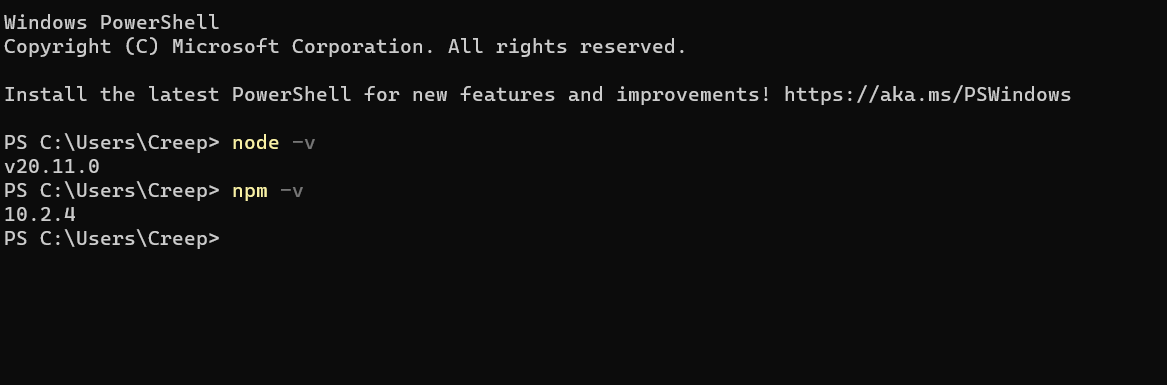 Windows PowerShell
Copyright (C) Microsoft Corporation. All rights reserved.
Install the latest PowerShell for new features and improvements! https://aka.ms/PSWindows
PS C:\Users\Creep> node -v
v20.11.0
PS C:\Users\Creep> npm -v
10.2.4
PS C:\Users\Creep>